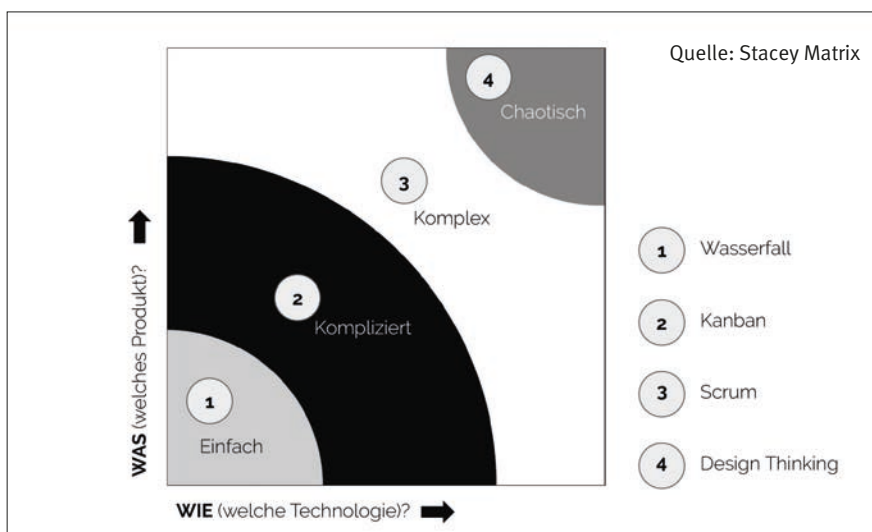 Quelle: Stacey Matrix
4
Chaotisch
3
Komplex
2
Kompliziert
1
Einfach
WAS (welches Produkt)?
WIE (welche Technologie)?
1 Wasserfall
2 Kanban
3 Scrum
4 Design Thinking